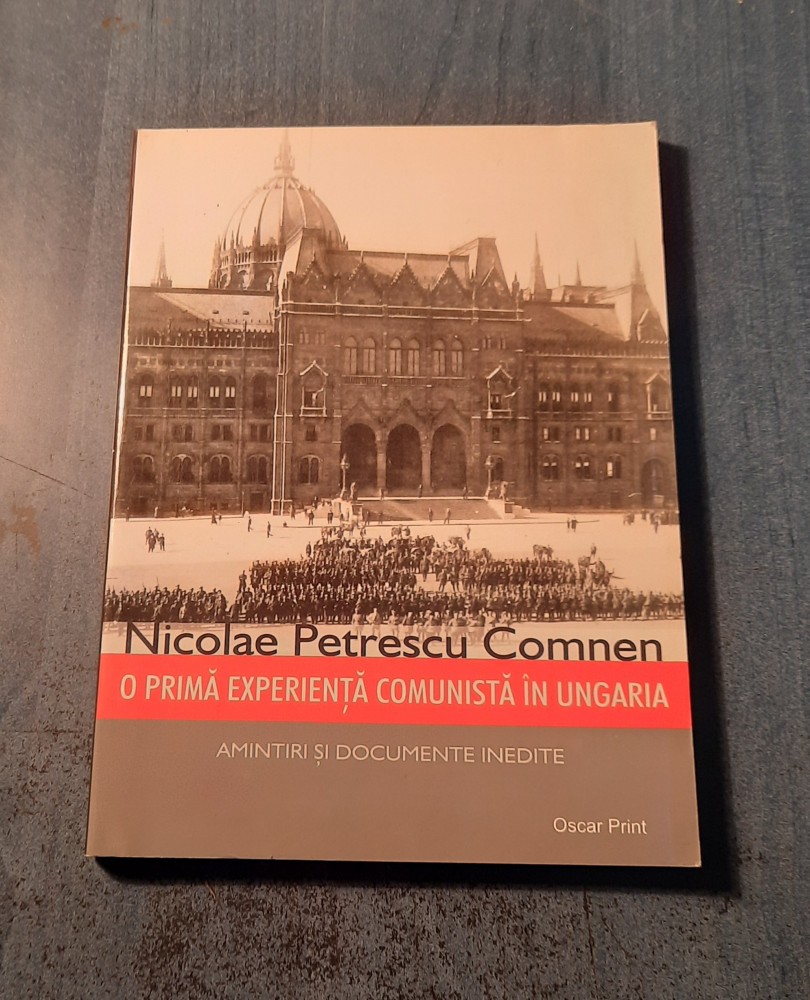 Nicolae Petrescu Comnen
O PRIMĂ EXPERIENȚĂ COMUNISTĂ ÎN UNGARIA
AMINTIRI ȘI DOCUMENTE INEDITE
Oscar Print